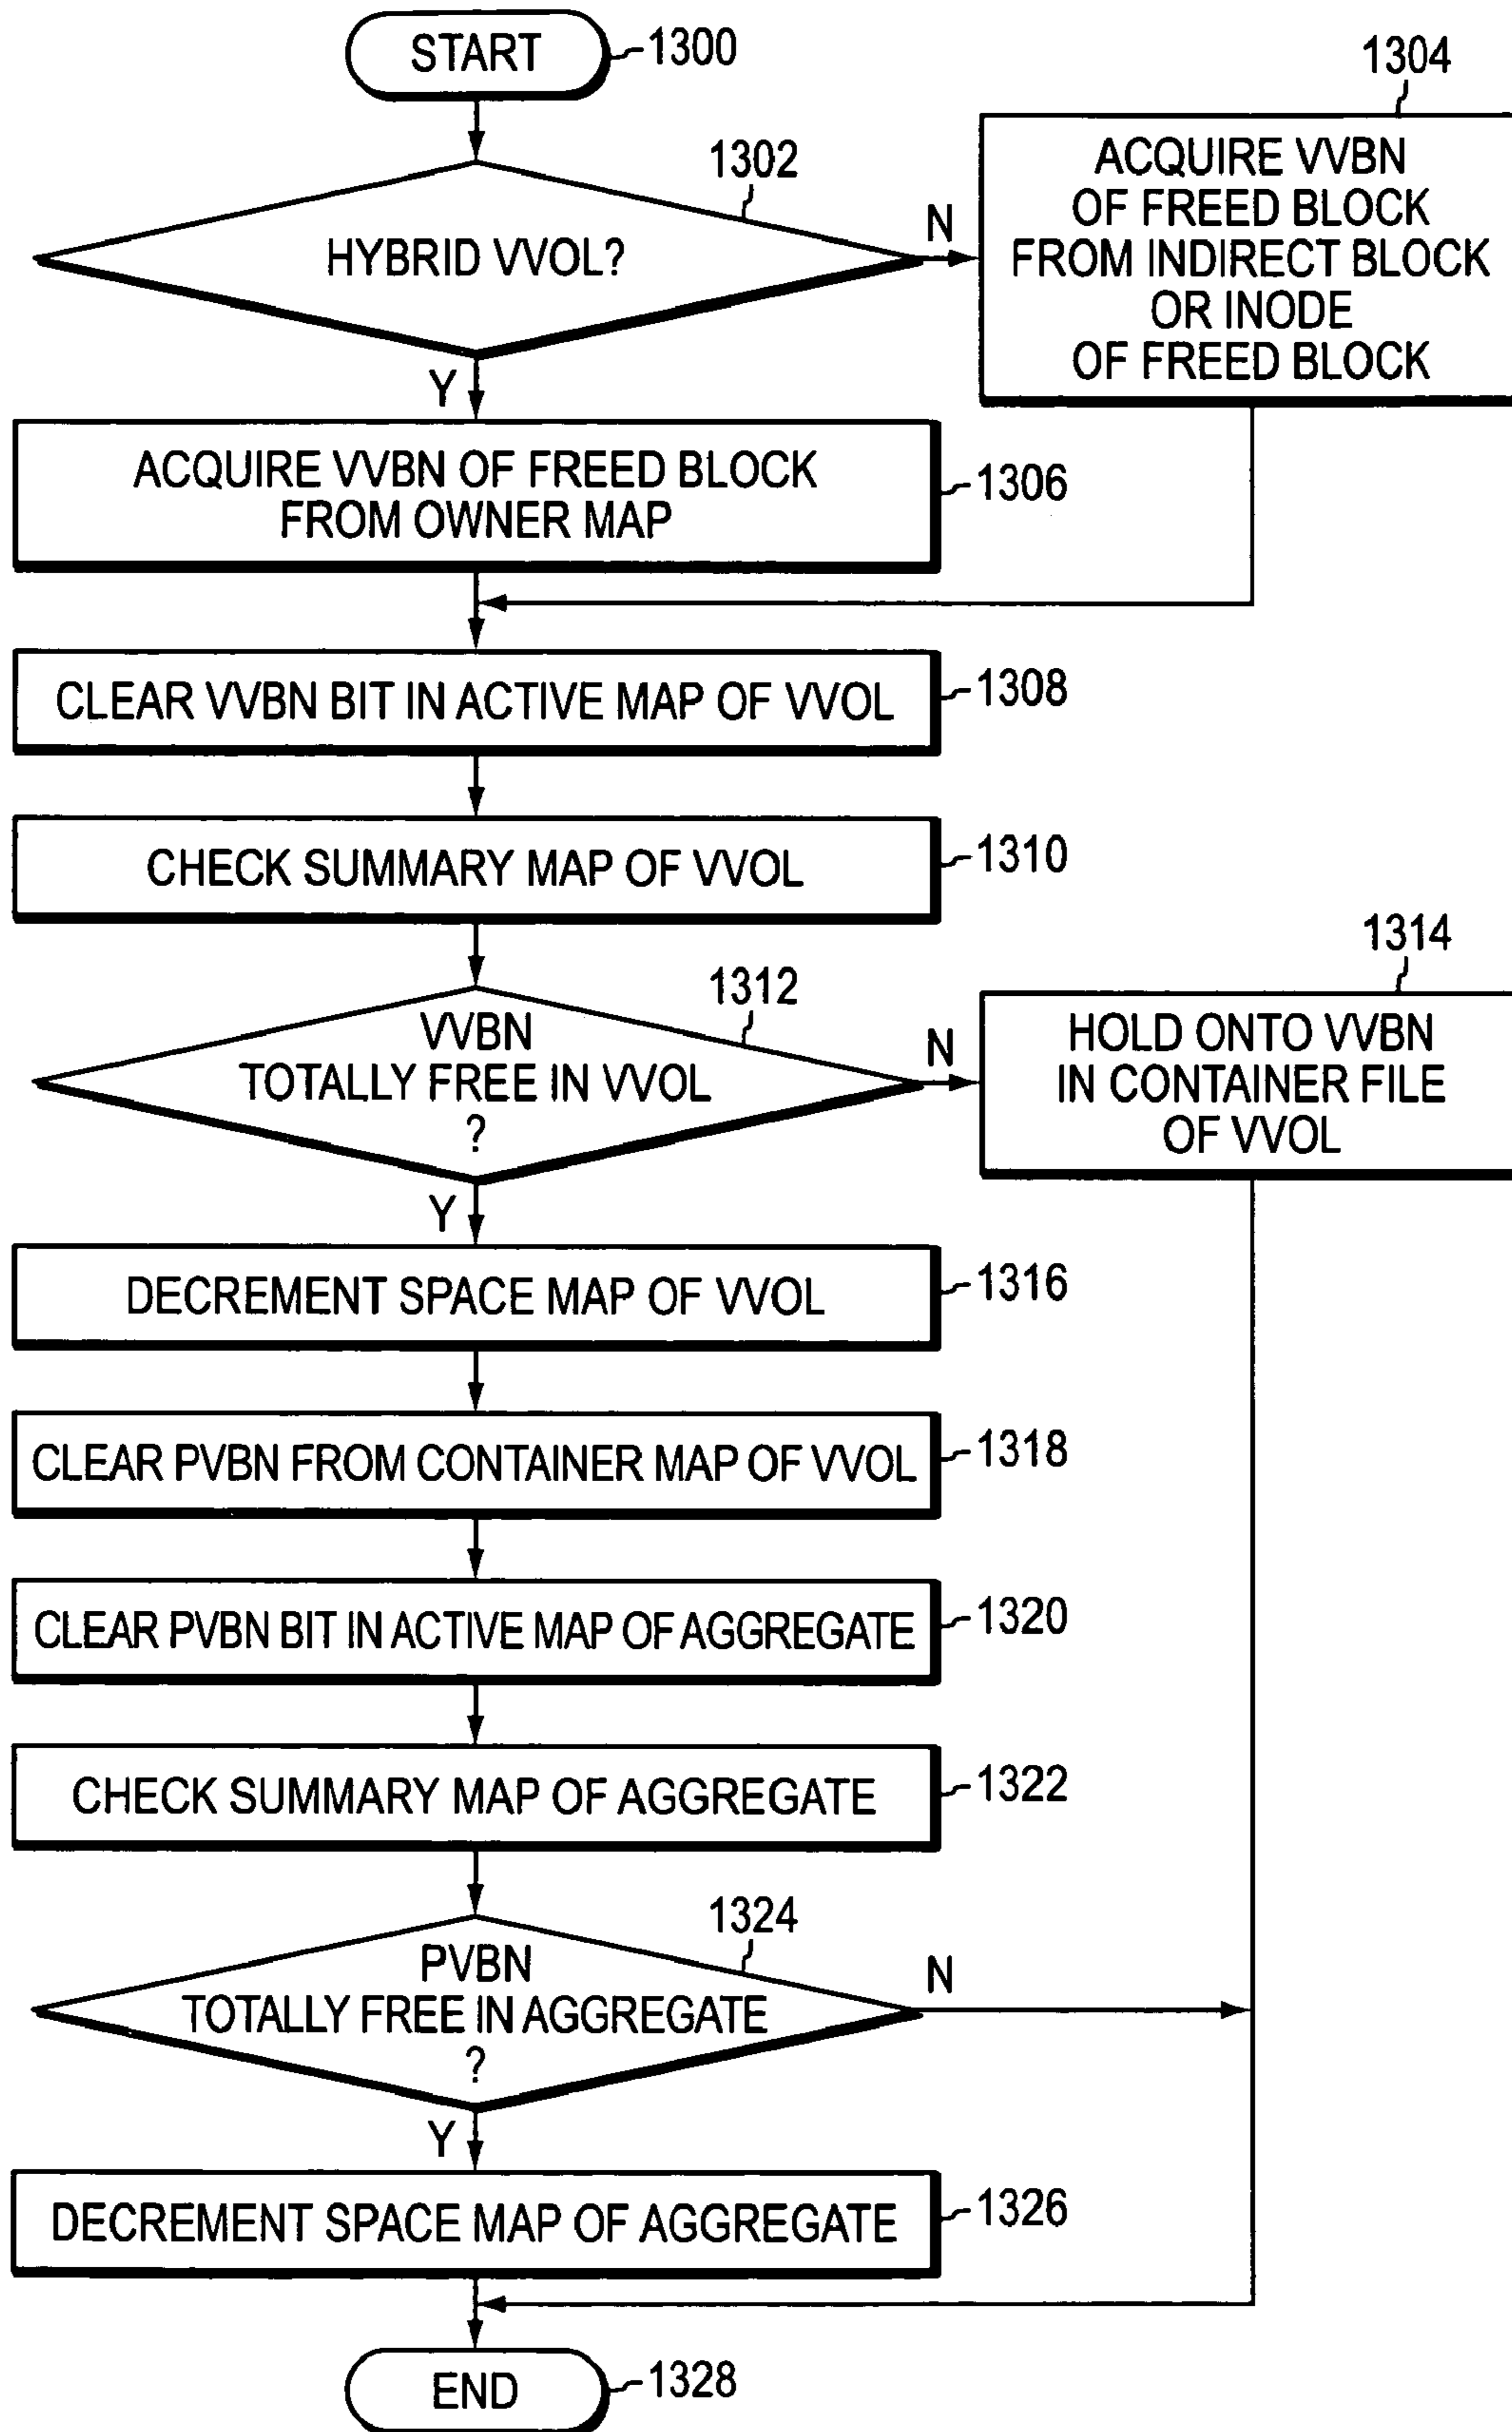 START
1300
1302
HYBRID VVOL?
N
Y
1304
ACQUIRE VVBN
OF FREED BLOCK
FROM INDIRECT BLOCK
OR INODE
OF FREED BLOCK
ACQUIRE VVBN OF FREED BLOCK
FROM OWNER MAP
1306
CLEAR VVBN BIT IN ACTIVE MAP OF VVOL
1308
CHECK SUMMARY MAP OF VVOL
1310
1312
VVBN
TOTALLY FREE IN VVOL
?
N
Y
1314
HOLD ONTO VVBN
IN CONTAINER FILE
OF VVOL
DECREMENT SPACE MAP OF VVOL
1316
CLEAR PVBN FROM CONTAINER MAP OF VVOL
1318
CLEAR PVBN BIT IN ACTIVE MAP OF AGGREGATE
1320
CHECK SUMMARY MAP OF AGGREGATE
1322
1324
PVBN
TOTALLY FREE IN AGGREGATE
?
N
Y
DECREMENT SPACE MAP OF AGGREGATE
1326
END
1328